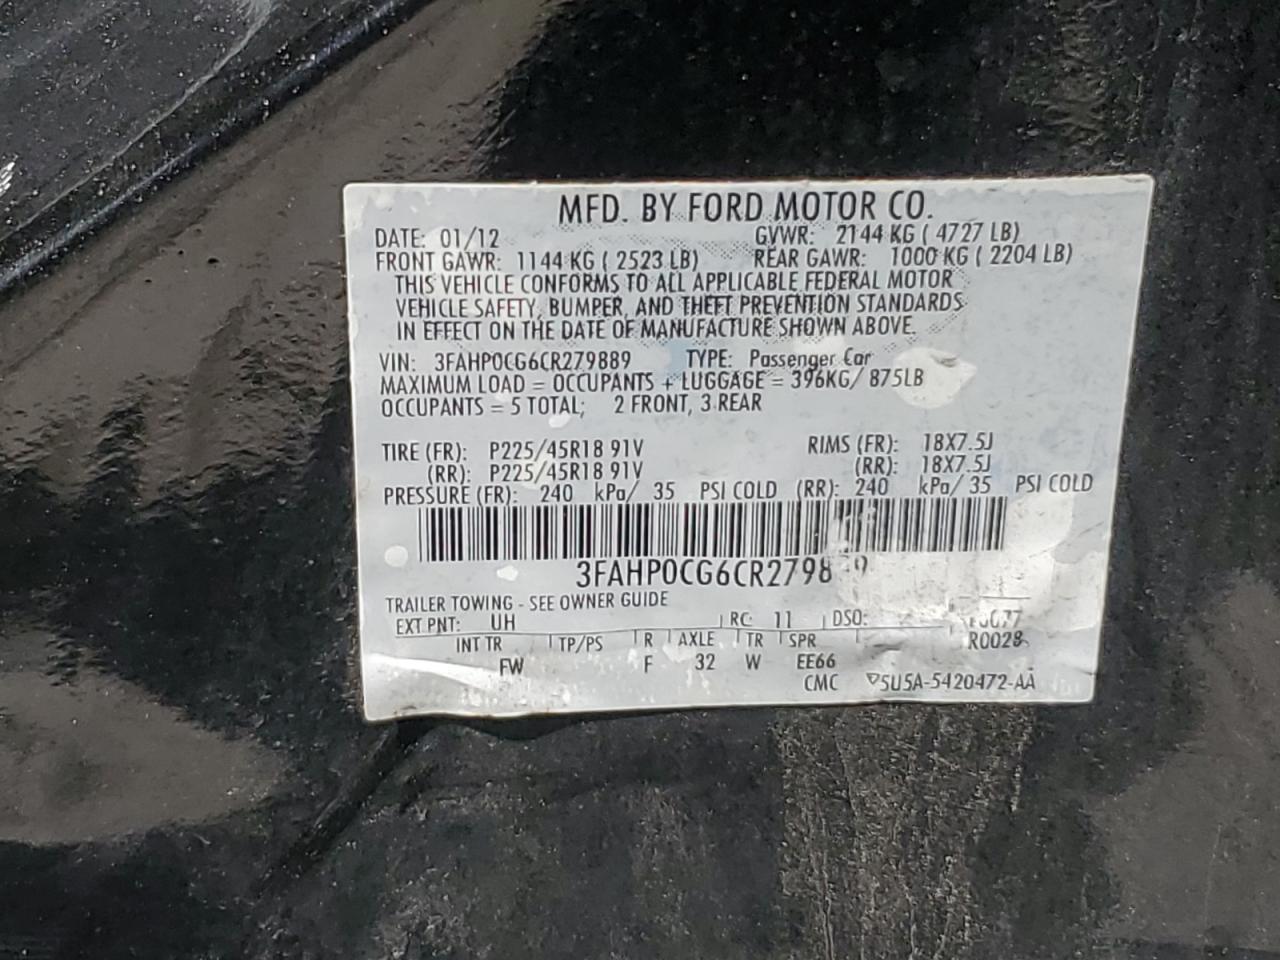 MFD. BY FORD MOTOR CO.
DATE: 01/12 GVWR: 2144 KG ( 4727 LB)
FRONT GAWR: 1144 KG ( 2523 LB) REAR GAWR: 1000 KG ( 2204 LB)
THIS VEHICLE CONFORMS TO ALL APPLICABLE FEDERAL MOTOR
VEHICLE SAFETY, BUMPER, AND THEFT PREVENTION STANDARDS
IN EFFECT ON THE DATE OF MANUFACTURE SHOWN ABOVE.
VIN: 3FAHP0CG6CR279889 TYPE: Passenger Car
MAXIMUM LOAD = OCCUPANTS + LUGGAGE = 396KG/ 875LB
OCCUPANTS = 5 TOTAL; 2 FRONT, 3 REAR
TIRE (FR): P225/45R18 91V RIMS (FR): 18X7.5J
(RR): P225/45R18 91V (RR): 18X7.5J
PRESSURE (FR): 240 kPa/ 35 PSI COLD (RR): 240 kPa/ 35 PSI COLD
TRAILER TOWING - SEE OWNER GUIDE
EXT PNT: UH RC: 11 DSO:
R0028
INT TR TP/PS R AXLE TR SPR
FW F 32 W EE66
CMC 5U5A-5420472-AA